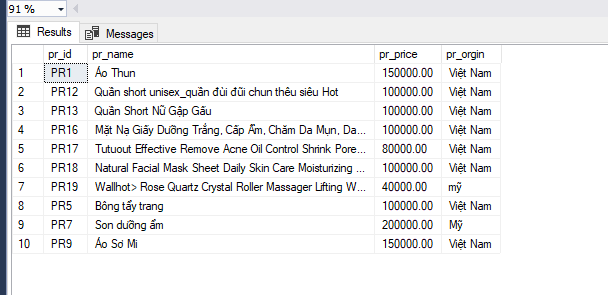 91 %
Results Messages
pr_id pr_name pr_price pr_orgin
1 PR1 Áo Thun 150000.00 Việt Nam
2 PR12 Quần short unisex_quần đùi đũi chun thêu siêu Hot 100000.00 Việt Nam
3 PR13 Quần Short Nữ Gập Gấu 100000.00 Việt Nam
4 PR16 Mặt Nạ Giấy Dưỡng Trắng, Cấp Ẩm, Chăm Da Mụn, Da... 100000.00 Việt Nam
5 PR17 Tutuout Effective Remove Acne Oil Control Shrink Pore... 80000.00 Việt Nam
6 PR18 Natural Facial Mask Sheet Daily Skin Care Moisturizing ... 100000.00 Việt Nam
7 PR19 Wallhot> Rose Quartz Crystal Roller Massager Lifting W... 40000.00 mỹ
8 PR5 Bông tẩy trang 100000.00 Việt Nam
9 PR7 Son dưỡng ẩm 200000.00 Mỹ
10 PR9 Áo Sơ Mi 150000.00 Việt Nam